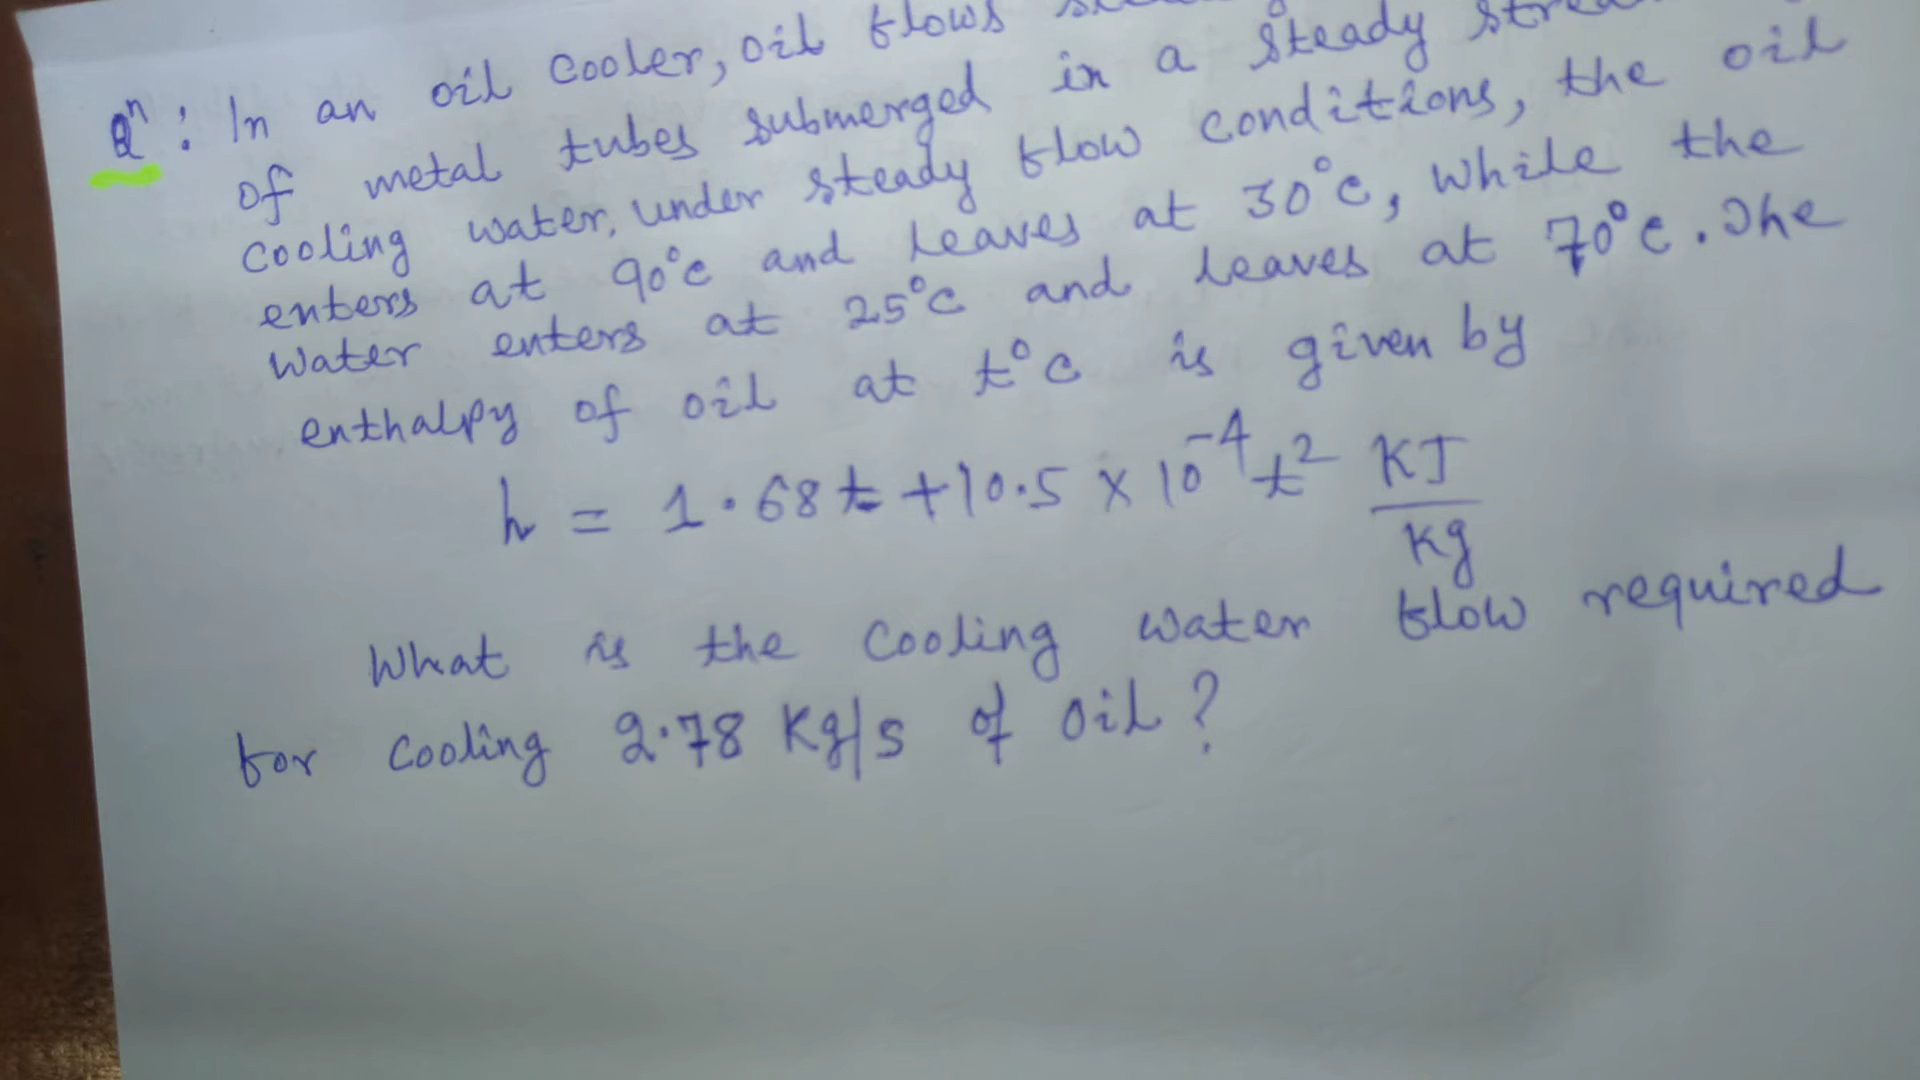 Qn: In an oil cooler, oil flows
of metal tubes submerged in a steady
cooling water, under steady flow conditions, the oil
enters at 90°c and leaves at 30°c, while the
water enters at 25°c and leaves at 70°c. The
enthalpy of oil at t°c is given by
h = 1.68t + 10.5 × 10⁻⁴ t² KJ/Kg
What is the cooling water flow required
for cooling 2.78 Kg/s of oil?